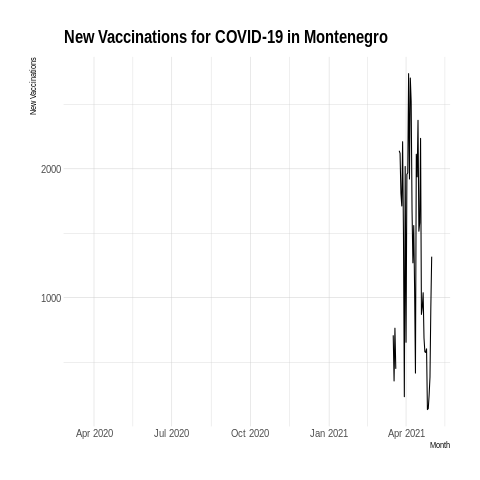 New Vaccinations for COVID-19 in Montenegro
New Vaccinations
2000
1000
Apr 2020 Jul 2020 Oct 2020 Jan 2021 Apr 2021
Month